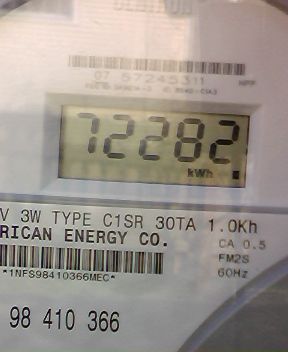 07 57245311
72282
kWh
V 3W TYPE C1SR 30TA 1.0Kh
RICAN ENERGY CO.
CA 0.5
FM2S
60Hz
*1NFS98410366MEC*
98 410 366